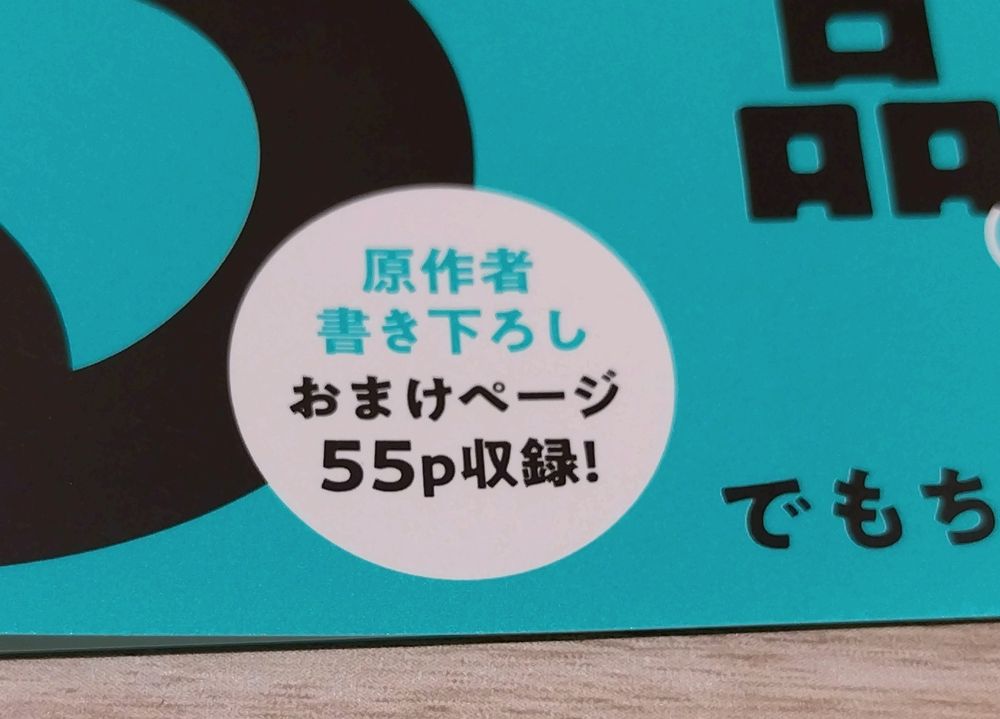 品
原作者
書き下ろし
おまけページ
55p収録!
でもち